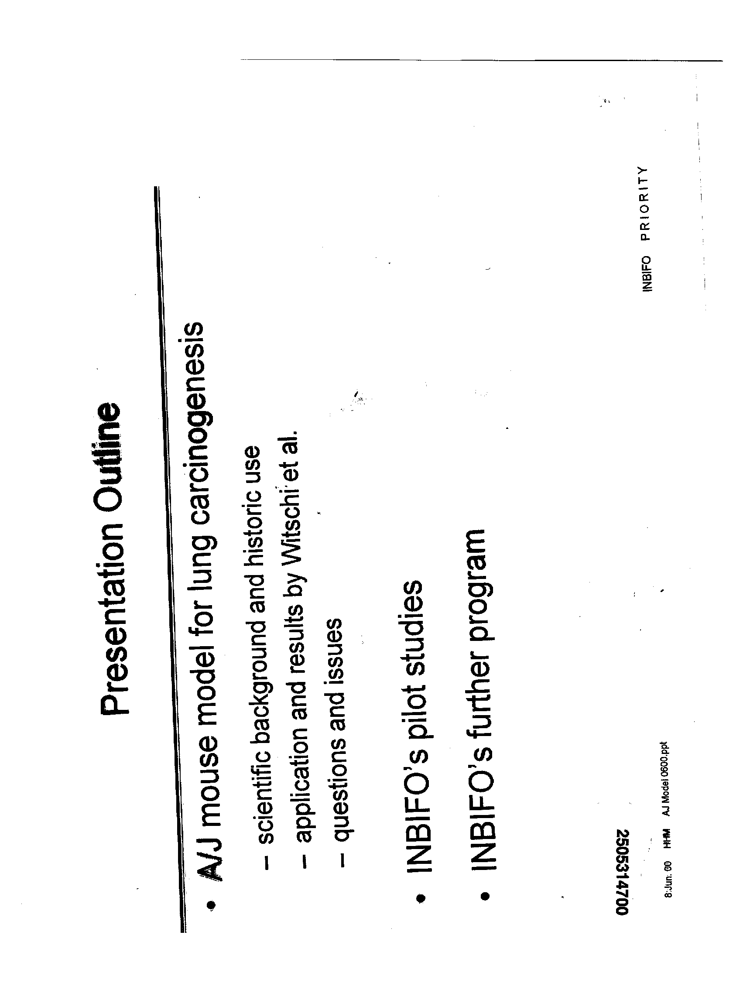 Presentation Outline
• A/J mouse model for lung carcinogenesis
– scientific background and historic use
– application and results by Witschi et al.
– questions and issues
• INBIFO's pilot studies
• INBIFO's further program
2505314700
8.Jun. 00 HHM AJ Model 0600.ppt
INBIFO PRIORITY